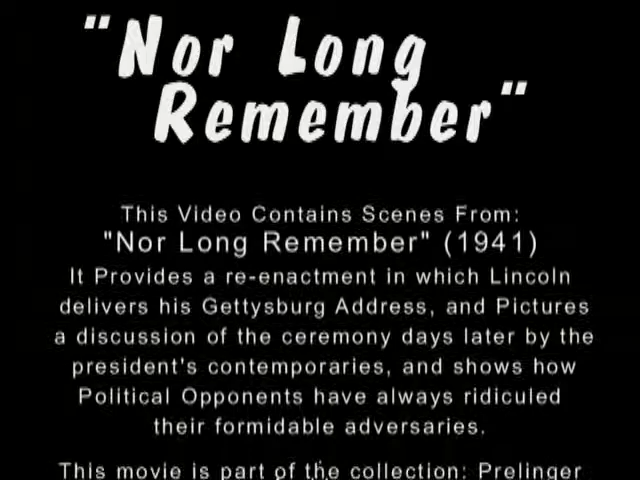 "Nor Long
Remember"
This Video Contains Scenes From:
"Nor Long Remember" (1941)
It Provides a re-enactment in which Lincoln
delivers his Gettysburg Address, and Pictures
a discussion of the ceremony days later by the
president's contemporaries, and shows how
Political Opponents have always ridiculed
their formidable adversaries.
This movie is part of the collection: Prelinger